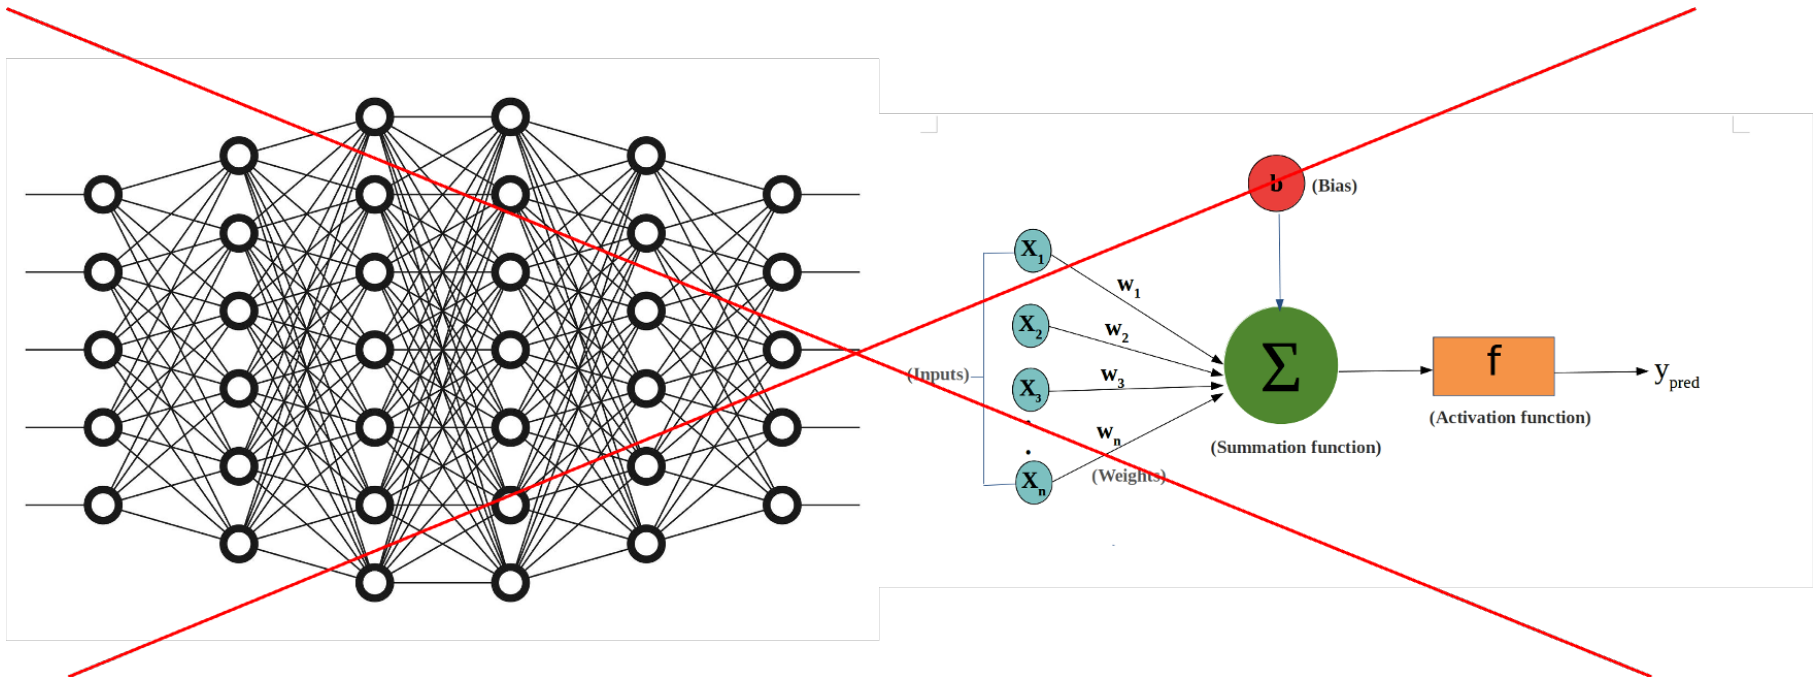 b (Bias)
X1
w1
X2
w2
(Inputs)
X3
w3
Σ
f
ypred
(Activation function)
wn
(Summation function)
Xn
(Weights)